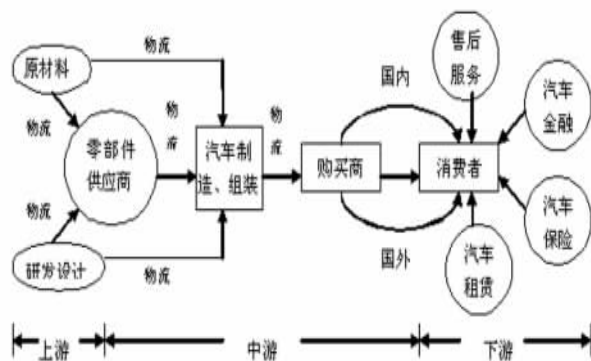 原材料
物流
物流
零部件
供应商
物流
研发设计
物流
物流
汽车制
造、组装
物流
购买商
国内
国外
消费者
售后
服务
汽车
金融
汽车
保险
汽车
租赁
上游
中游
下游